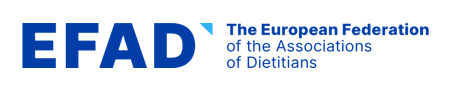 EFAD
The European Federation
of the Associations
of Dietitians